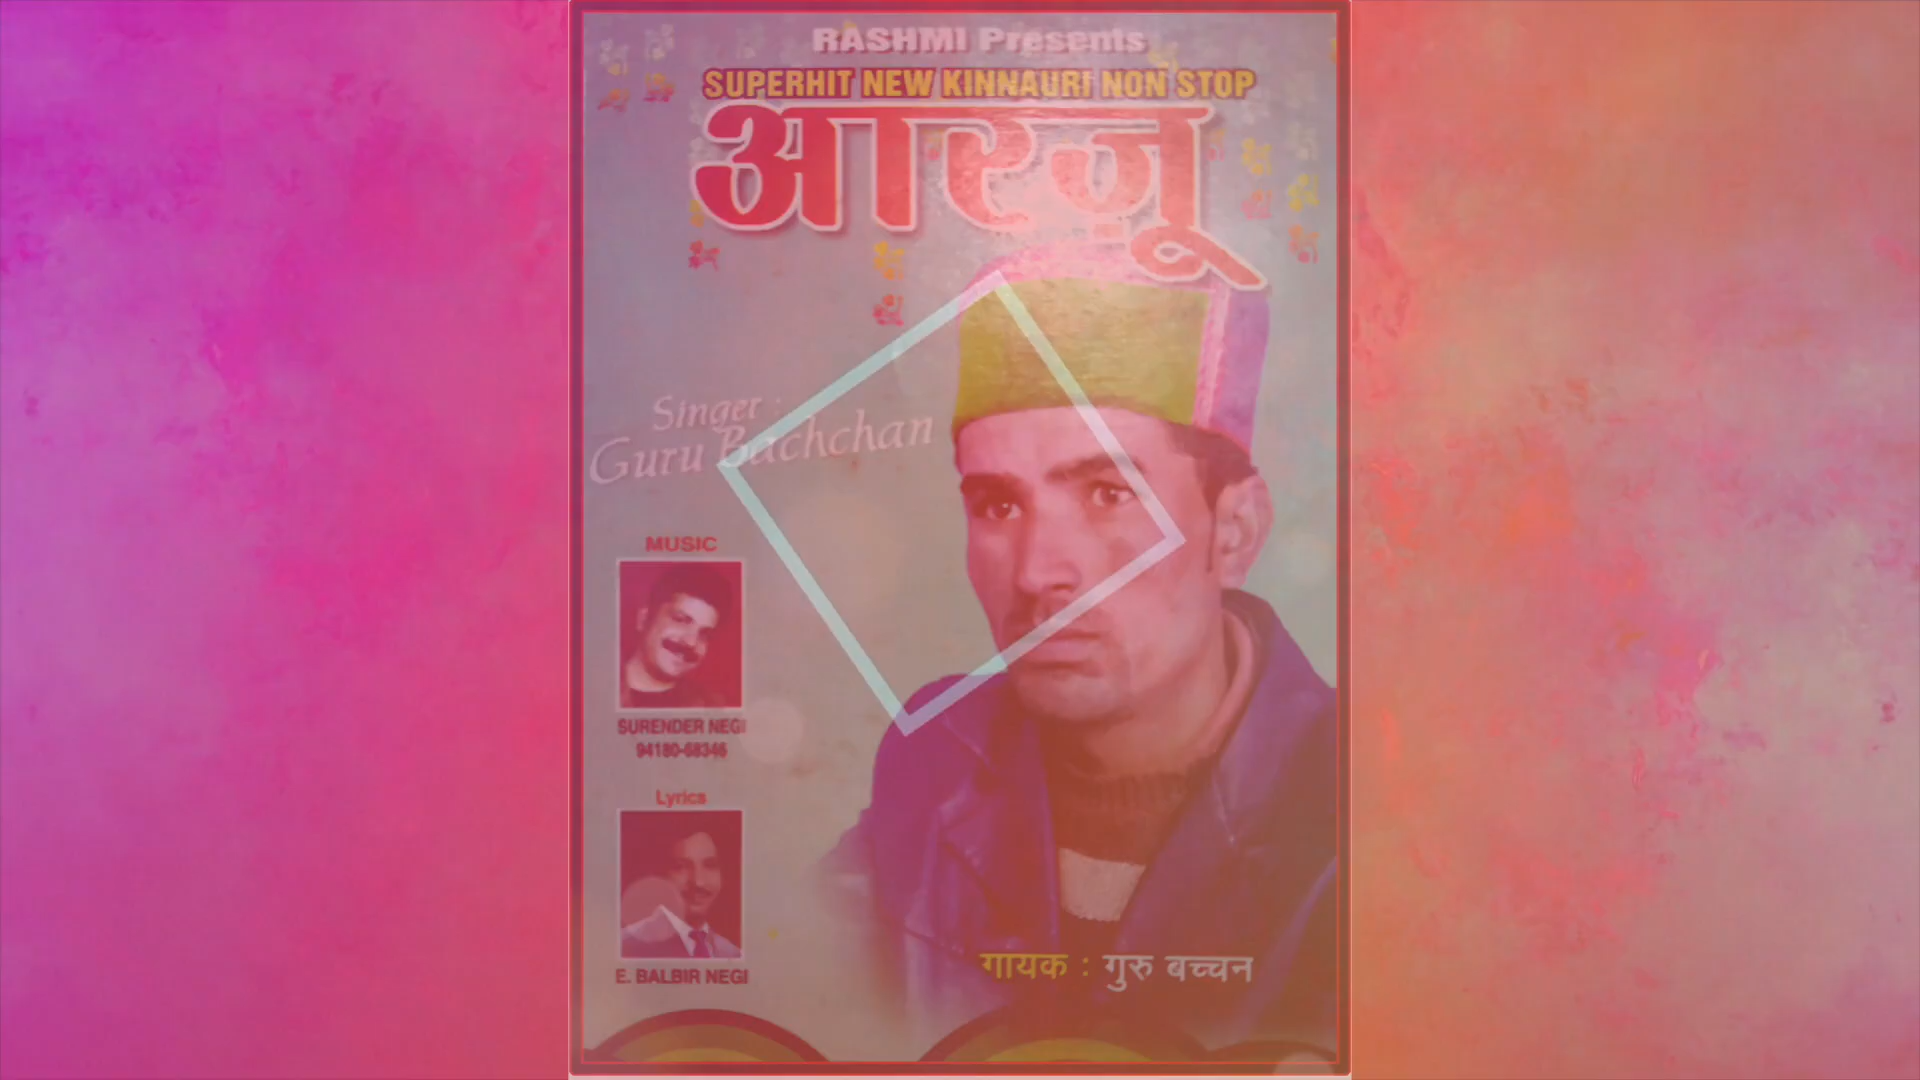 RASHMI Presents
SUPERHIT NEW KINNAURI NON STOP
आरज़ू
Singer :
Guru Bachchan
MUSIC
SURENDER NEGI
94180-68346
Lyrics
E. BALBIR NEGI
गायक : गुरु बच्चन